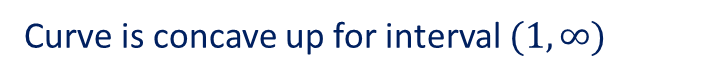 Curve is concave up for interval (1, ∞)